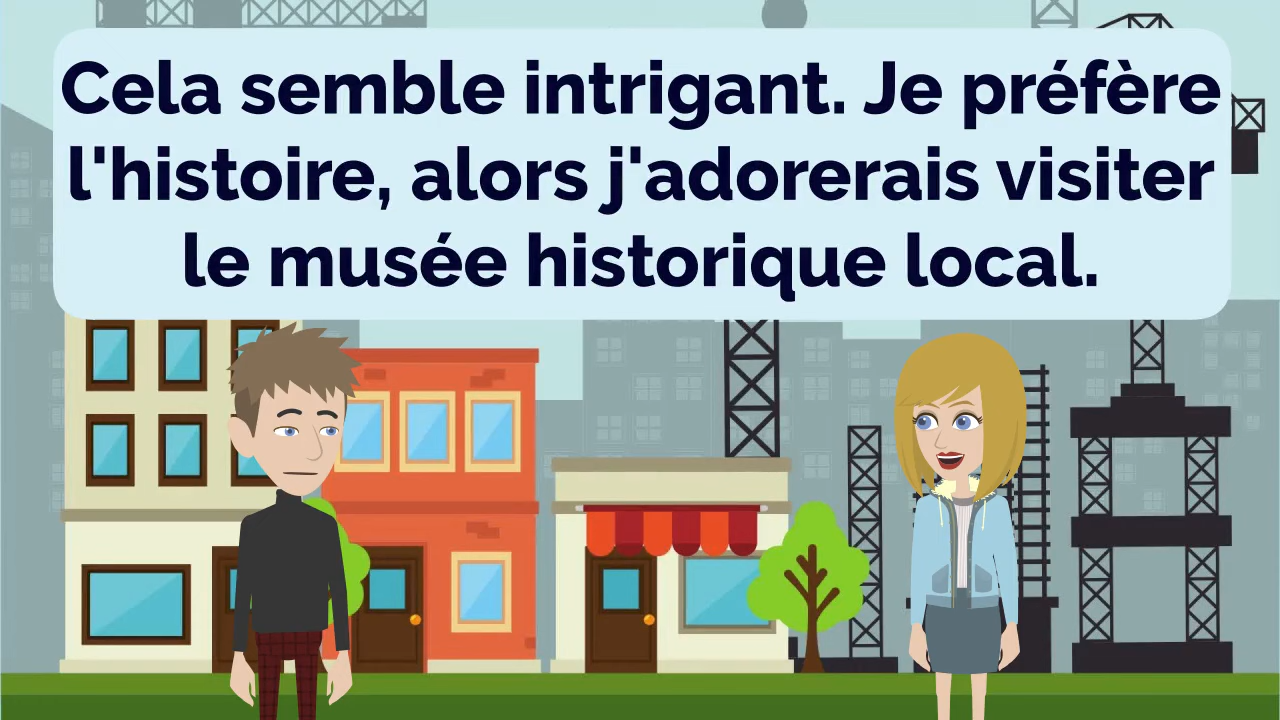 Cela semble intrigant. Je préfère
l'histoire, alors j'adorerais visiter
le musée historique local.